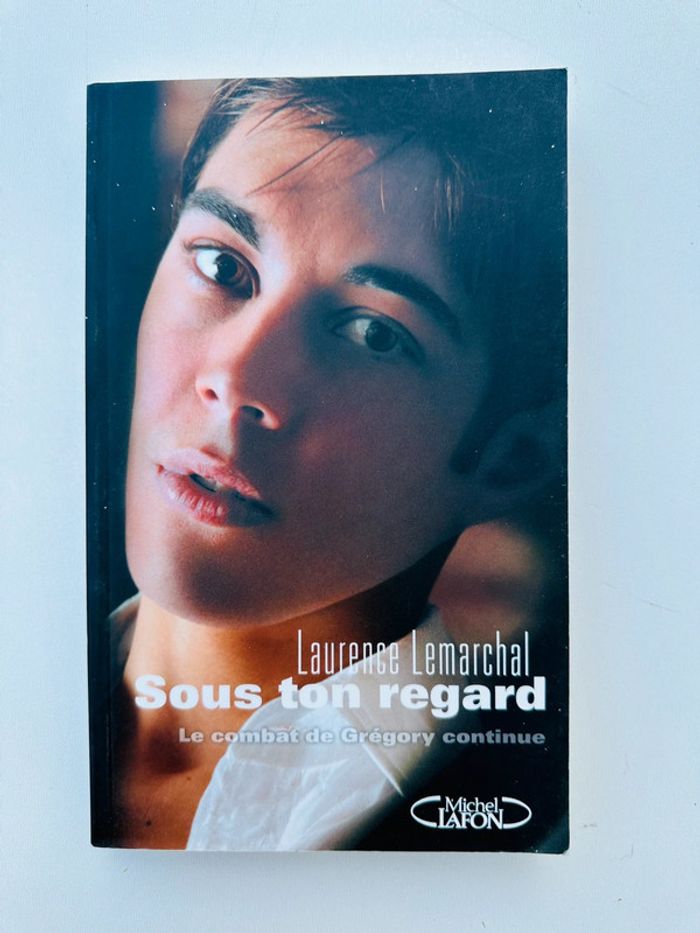 Laurence Lemarchal
Sous ton regard
Le combat de Grégory continue
Michel
LAFON